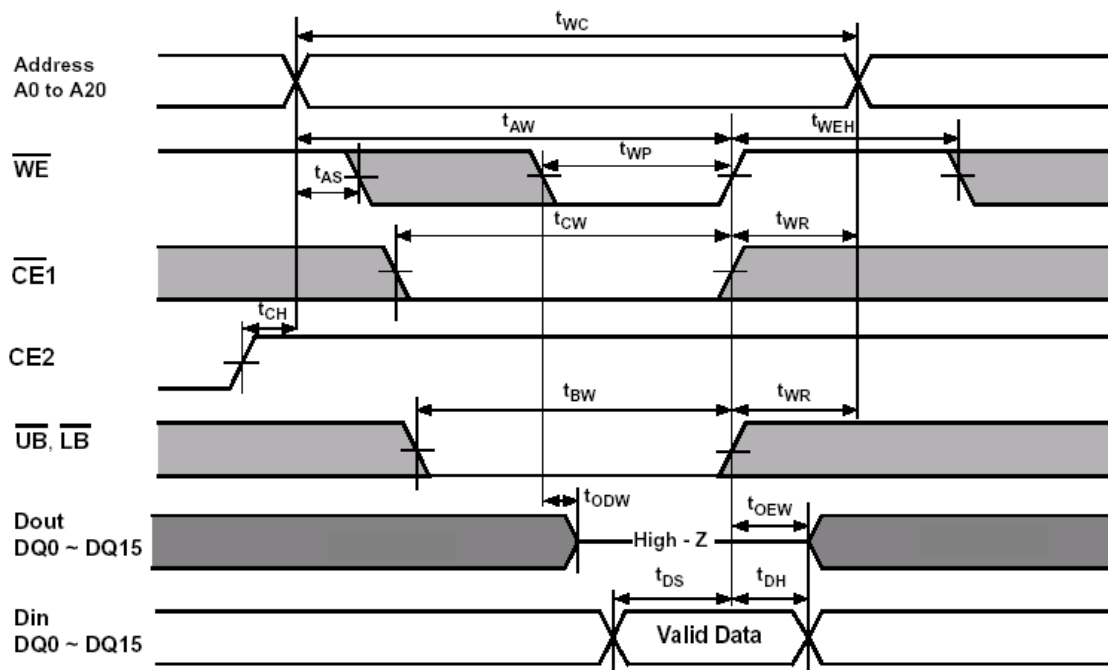 tWC
Address
A0 to A20
tAW
tWEH
WE
tWP
tAS
tCW
tWR
CE1
tCH
CE2
tBW
tWR
UB, LB
tODW
Dout
DQ0 ~ DQ15
tOEW
High - Z
tDS
tDH
Din
DQ0 ~ DQ15
Valid Data